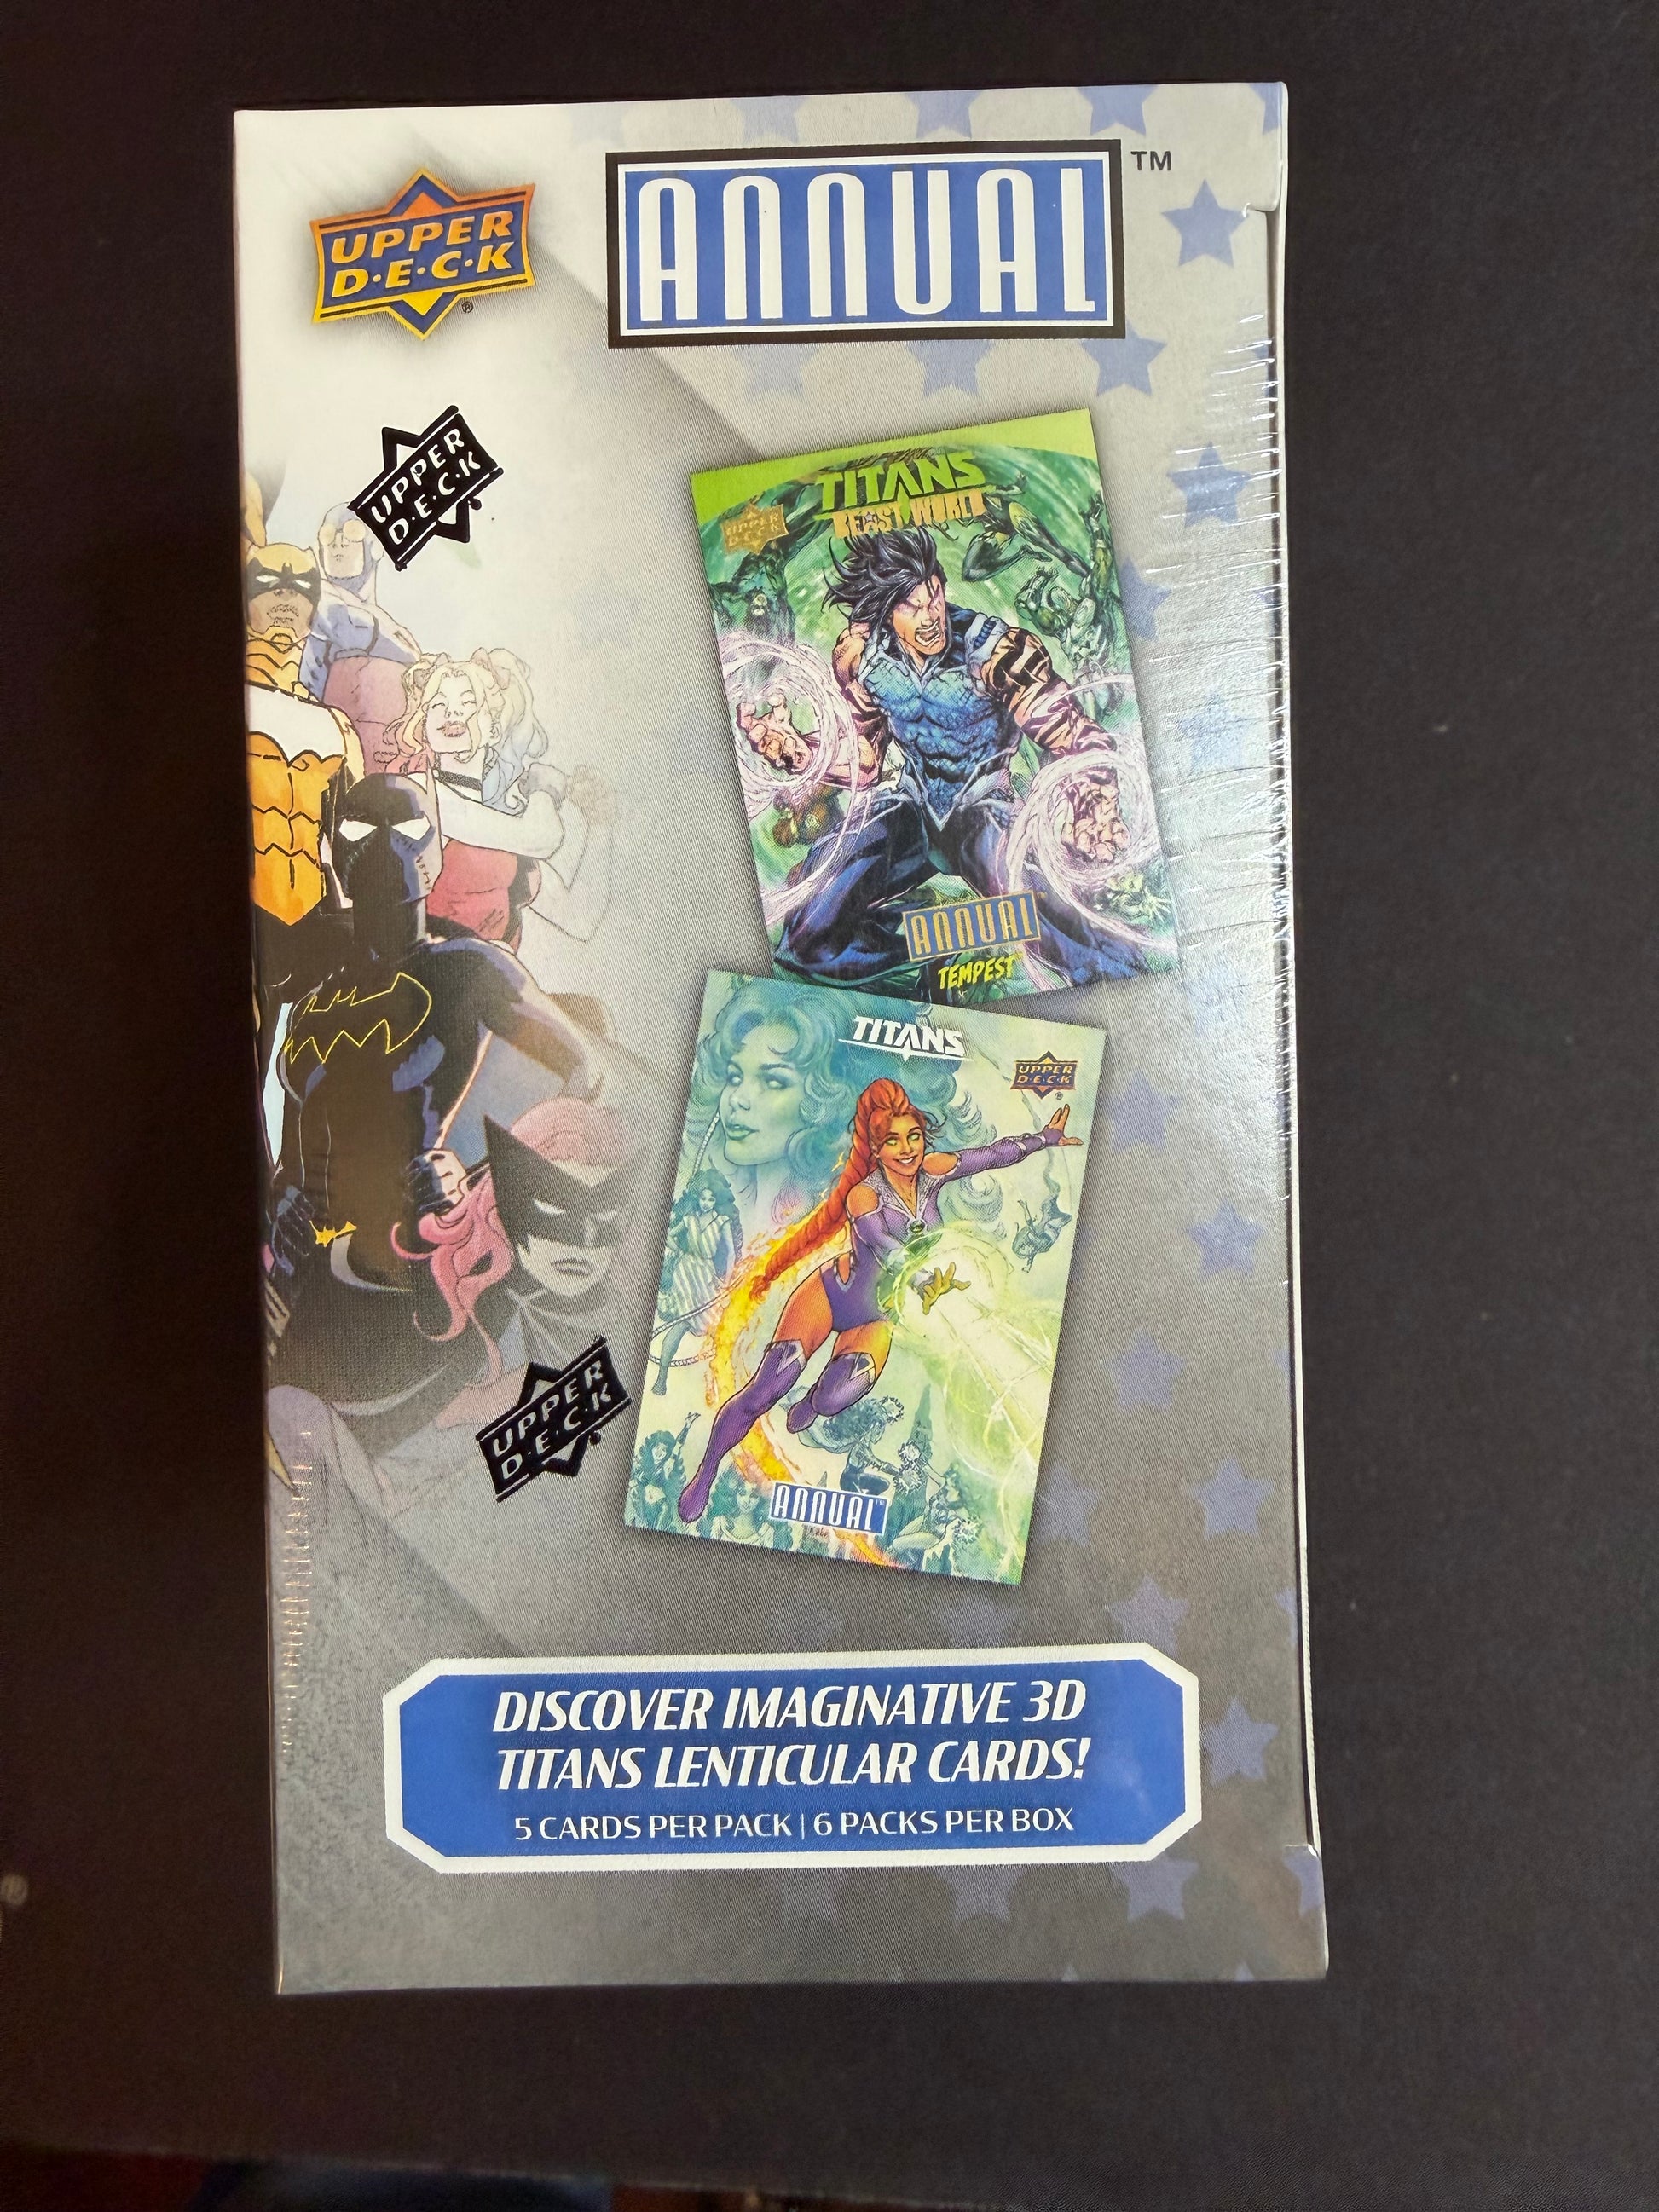 UPPER
D·E·C·K
®
ANNUAL
TM
UPPER
D·E·C·K
TITANS
BEAST WORLD
UPPER
DECK
ANNUAL
TEMPEST
TITANS
UPPER
D·E·C·K
ANNUAL
UPPER
D·E·C·K
DISCOVER IMAGINATIVE 3D
TITANS LENTICULAR CARDS!
5 CARDS PER PACK | 6 PACKS PER BOX